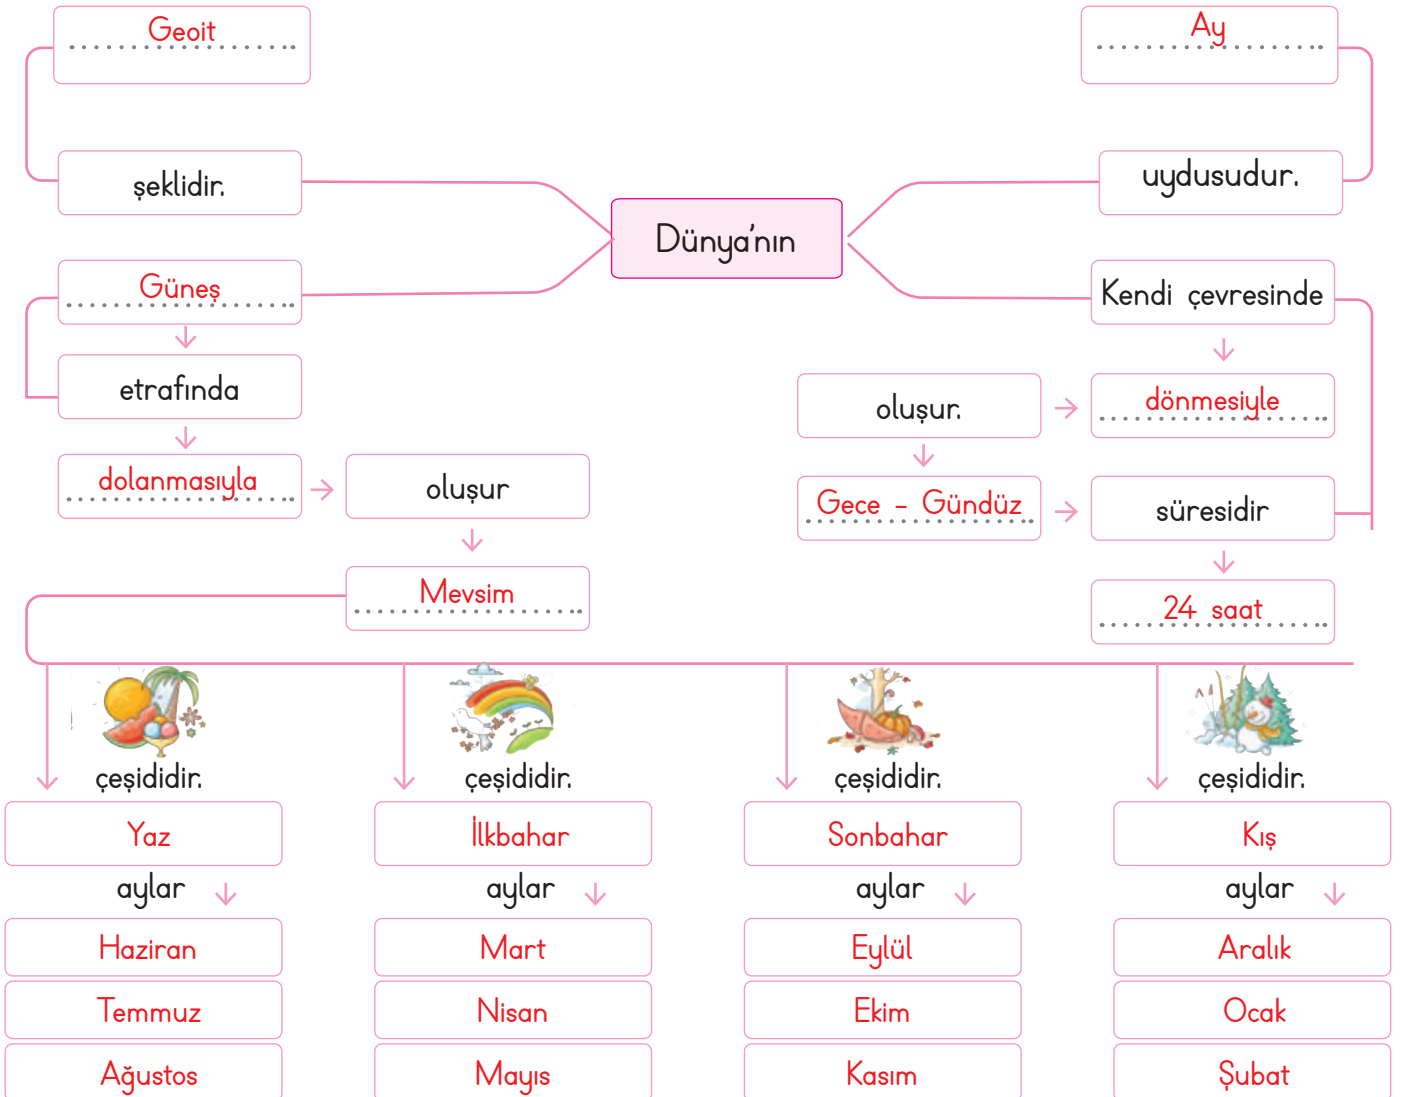 Geoit
Ay
şeklidir.
uydusudur.
Dünya'nın
Güneş
Kendi çevresinde
etrafında
oluşur.
dönmesiyle
dolanmasıyla
oluşur
Gece - Gündüz
süresidir
Mevsim
24 saat
çeşididir.
çeşididir.
çeşididir.
çeşididir.
Yaz
İlkbahar
Sonbahar
Kış
aylar
aylar
aylar
aylar
Haziran
Mart
Eylül
Aralık
Temmuz
Nisan
Ekim
Ocak
Ağustos
Mayıs
Kasım
Şubat